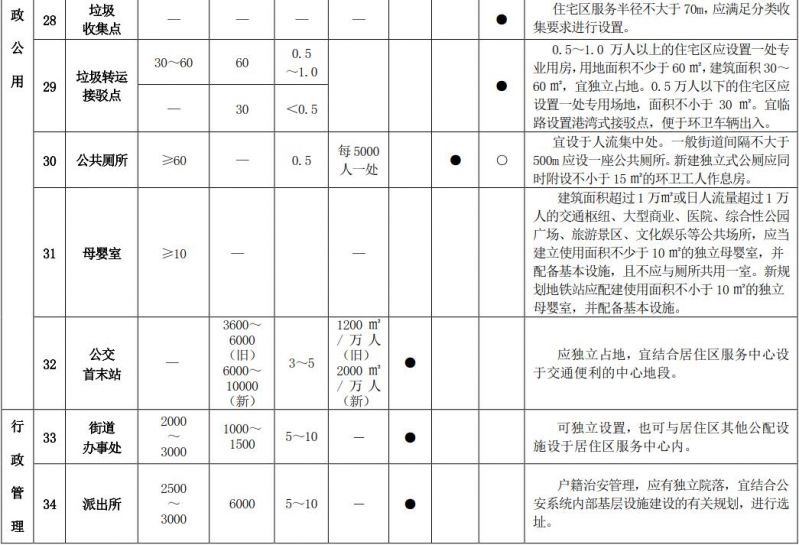 政
公
用
28
垃圾
收集点
—
—
—
—
●
住宅区服务半径不大于 70m，应满足分类收
集要求进行设置。
29
垃圾转运
接驳点
30～60
60
0.5
～1.0
—
30
＜0.5
●
0.5～1.0 万人以上的住宅区应设置一处专
业用房，用地面积不少于 60 ㎡，建筑面积 30～
60 ㎡，宜独立占地。0.5 万人以下的住宅区应
设置一处专用场地，面积不小于 30 ㎡。宜临
路设置港湾式接驳点，便于环卫车辆出入。
30
公共厕所
≥60
—
0.5
每 5000
人一处
●
○
宜设于人流集中处。一般街道间隔不大于
500m 应设一座公共厕所。新建独立式公厕应同
时附设不小于 15 ㎡的环卫工人作息房。
31
母婴室
≥10
—
—
建筑面积超过 1 万㎡或日人流量超过 1 万
人的交通枢纽、大型商业、医院、综合性公园
广场、旅游景区、文化娱乐等公共场所，应当
建立使用面积不少于 10 ㎡的独立母婴室，并
配备基本设施，且不应与厕所共用一室。新规
划地铁站应配建使用面积不小于 10 ㎡的独立
母婴室，并配备基本设施。
32
公交
首末站
—
3600～
6000
（旧）
6000～
10000
（新）
3～5
1200 ㎡
/ 万 人
（旧）
2000 ㎡
/ 万 人
（新）
●
应独立占地，宜结合居住区服务中心设
于交通便利的中心地段。
行
政
管
理
33
街道
办事处
2000
～
3000
1000～
1500
5～10
—
●
可独立设置，也可与居住区其他公配设
施设于居住区服务中心内。
34
派出所
2500
～
3000
6000
5～10
—
●
户籍治安管理，应有独立院落，宜结合公
安系统内部基层设施建设的有关规划，进行选
址。